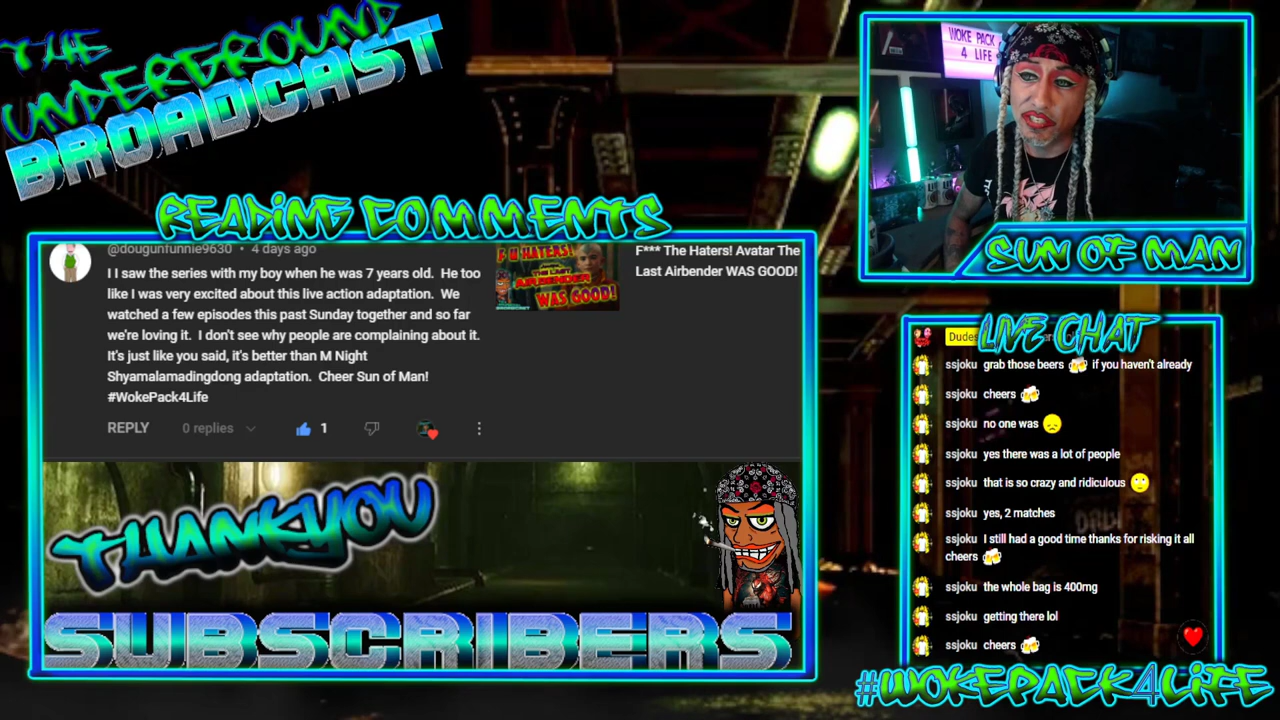 THE
UNDERGROUND
BROADCAST
READING COMMENTS
@dougunfunnie9630 • 4 days ago
I I saw the series with my boy when he was 7 years old. He too
like I was very excited about this live action adaptation. We
watched a few episodes this past Sunday together and so far
we're loving it. I don't see why people are complaining about it.
It's just like you said, it's better than M Night
Shyamalamadingdong adaptation. Cheer Sun of Man!
#WokePack4Life
REPLY 0 replies 1
F U HATERS!
THE LAST
AIRBENDER
WAS GOOD!
F*** The Haters! Avatar The
Last Airbender WAS GOOD!
THANKYOU
SUBSCRIBERS
WOKE PACK
4 LIFE
SUN OF MAN
LIVE CHAT
Dudes
ssjoku grab those beers 🍻 if you haven't already
ssjoku cheers 🍻
ssjoku no one was 😞
ssjoku yes there was a lot of people
ssjoku that is so crazy and ridiculous 🙄
ssjoku yes, 2 matches
ssjoku I still had a good time thanks for risking it all
cheers 🍻
ssjoku the whole bag is 400mg
ssjoku getting there lol
ssjoku cheers 🍻
#WOKEPACK4LIFE